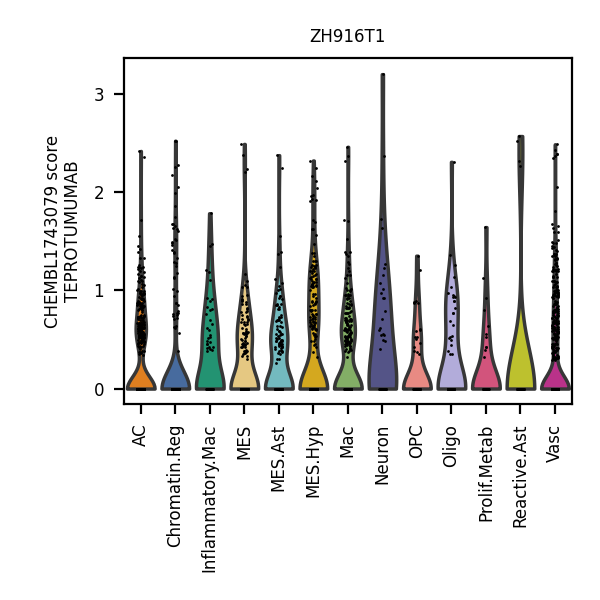 ZH916T1
CHEMBL1743079 score
TEPROTUMUMAB
3
2
1
0
AC
Chromatin.Reg
Inflammatory.Mac
MES
MES.Ast
MES.Hyp
Mac
Neuron
OPC
Oligo
Prolif.Metab
Reactive.Ast
Vasc